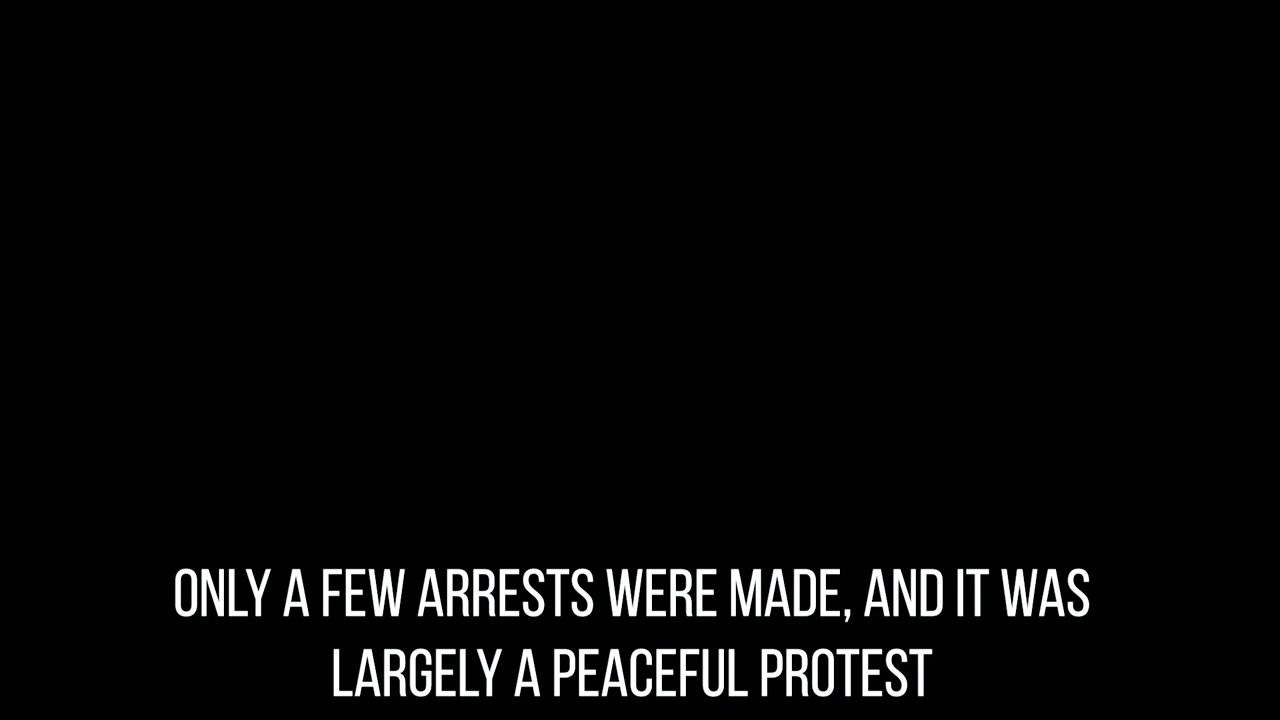 ONLY A FEW ARRESTS WERE MADE, AND IT WAS
LARGELY A PEACEFUL PROTEST